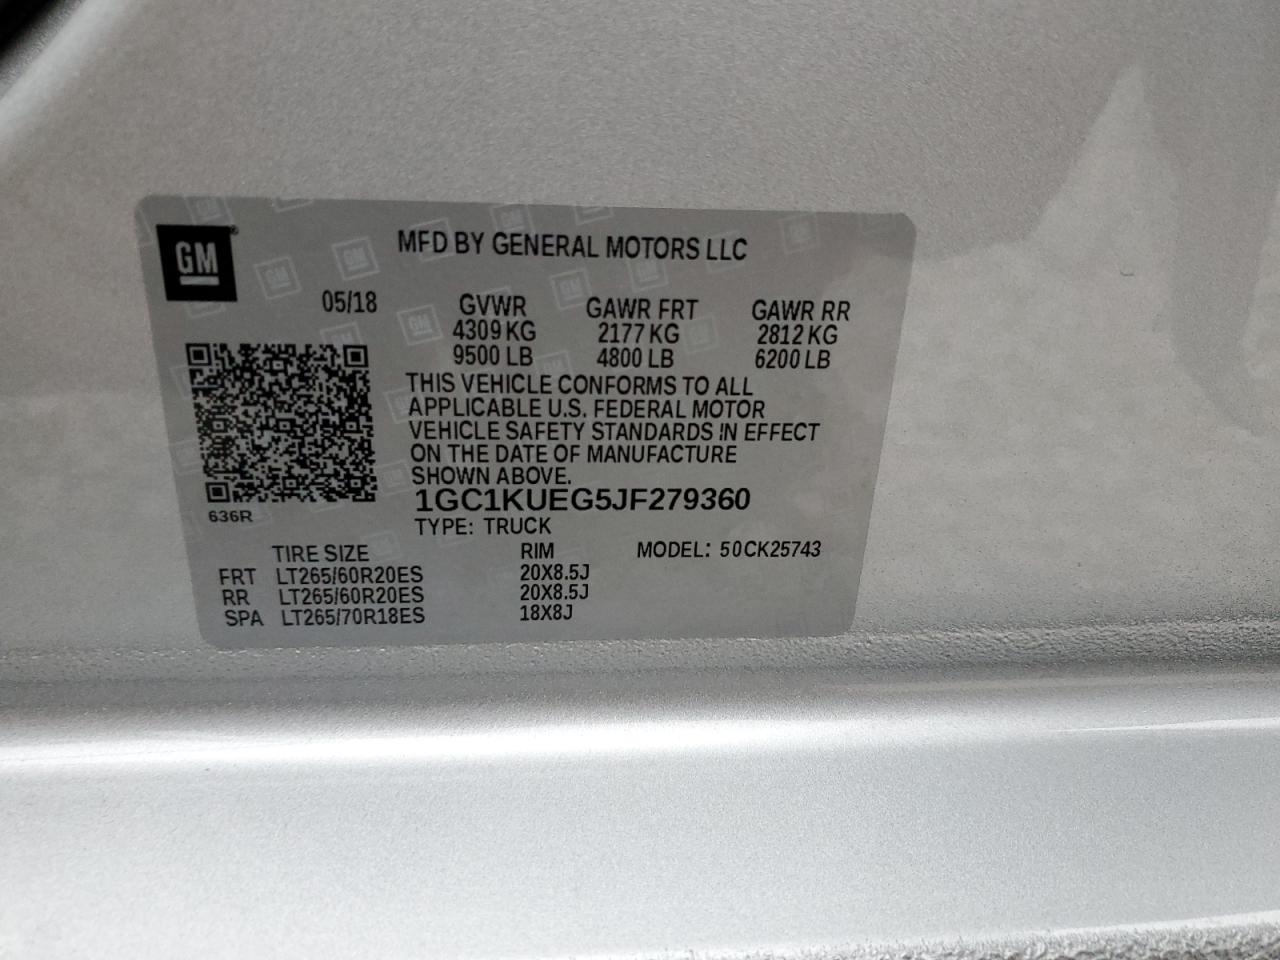 GM®
MFD BY GENERAL MOTORS LLC
05/18 GVWR GAWR FRT GAWR RR
4309 KG 2177 KG 2812 KG
9500 LB 4800 LB 6200 LB
THIS VEHICLE CONFORMS TO ALL
APPLICABLE U.S. FEDERAL MOTOR
VEHICLE SAFETY STANDARDS IN EFFECT
ON THE DATE OF MANUFACTURE
SHOWN ABOVE.
1GC1KUEG5JF279360
636R
TYPE: TRUCK
TIRE SIZE RIM MODEL: 50CK25743
FRT LT265/60R20ES 20X8.5J
RR LT265/60R20ES 20X8.5J
SPA LT265/70R18ES 18X8J